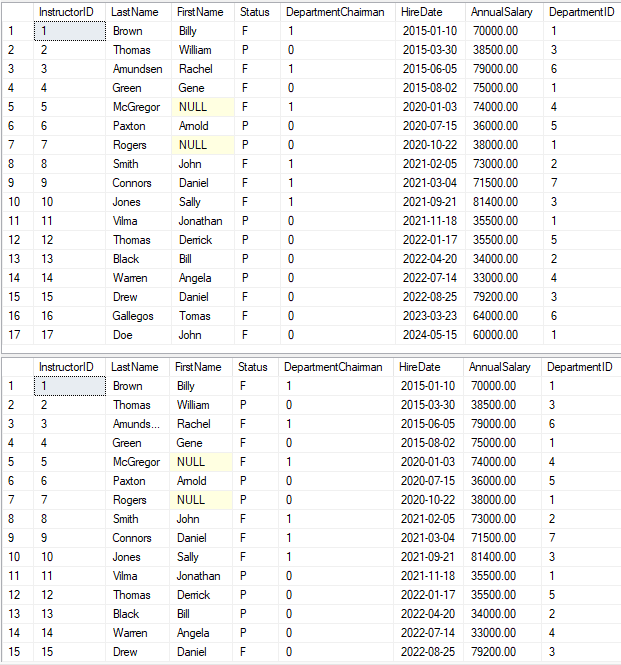 InstructorID LastName FirstName Status DepartmentChairman HireDate AnnualSalary DepartmentID
1 1 Brown Billy F 1 2015-01-10 70000.00 1
2 2 Thomas William P 0 2015-03-30 38500.00 3
3 3 Amundsen Rachel F 1 2015-06-05 79000.00 6
4 4 Green Gene F 0 2015-08-02 75000.00 1
5 5 McGregor NULL F 1 2020-01-03 74000.00 4
6 6 Paxton Arnold P 0 2020-07-15 36000.00 5
7 7 Rogers NULL P 0 2020-10-22 38000.00 1
8 8 Smith John F 1 2021-02-05 73000.00 2
9 9 Connors Daniel F 1 2021-03-04 71500.00 7
10 10 Jones Sally F 1 2021-09-21 81400.00 3
11 11 Vilma Jonathan P 0 2021-11-18 35500.00 1
12 12 Thomas Derrick P 0 2022-01-17 35500.00 5
13 13 Black Bill P 0 2022-04-20 34000.00 2
14 14 Warren Angela P 0 2022-07-14 33000.00 4
15 15 Drew Daniel F 0 2022-08-25 79200.00 3
16 16 Gallegos Tomas F 0 2023-03-23 64000.00 6
17 17 Doe John F 0 2024-05-15 60000.00 1
InstructorID LastName FirstName Status DepartmentChairman HireDate AnnualSalary DepartmentID
1 1 Brown Billy F 1 2015-01-10 70000.00 1
2 2 Thomas William P 0 2015-03-30 38500.00 3
3 3 Amunds... Rachel F 1 2015-06-05 79000.00 6
4 4 Green Gene F 0 2015-08-02 75000.00 1
5 5 McGregor NULL F 1 2020-01-03 74000.00 4
6 6 Paxton Arnold P 0 2020-07-15 36000.00 5
7 7 Rogers NULL P 0 2020-10-22 38000.00 1
8 8 Smith John F 1 2021-02-05 73000.00 2
9 9 Connors Daniel F 1 2021-03-04 71500.00 7
10 10 Jones Sally F 1 2021-09-21 81400.00 3
11 11 Vilma Jonathan P 0 2021-11-18 35500.00 1
12 12 Thomas Derrick P 0 2022-01-17 35500.00 5
13 13 Black Bill P 0 2022-04-20 34000.00 2
14 14 Warren Angela P 0 2022-07-14 33000.00 4
15 15 Drew Daniel F 0 2022-08-25 79200.00 3